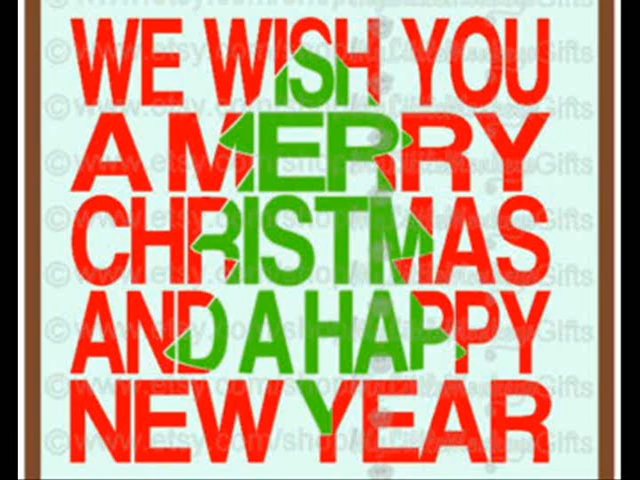 WE WISH YOU
A MERRY
CHRISTMAS
AND A HAPPY
NEW YEAR